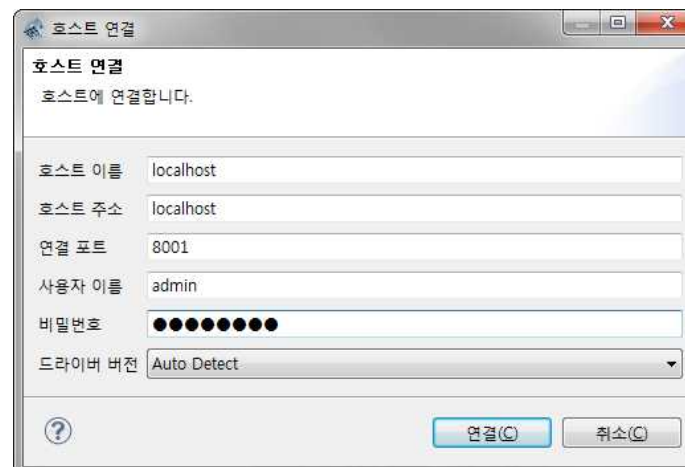 호스트 연결
호스트 연결
호스트에 연결합니다.
호스트 이름 localhost
호스트 주소 localhost
연결 포트 8001
사용자 이름 admin
비밀번호 ●●●●●●●●
드라이버 버전 Auto Detect
? 연결(C) 취소(C)